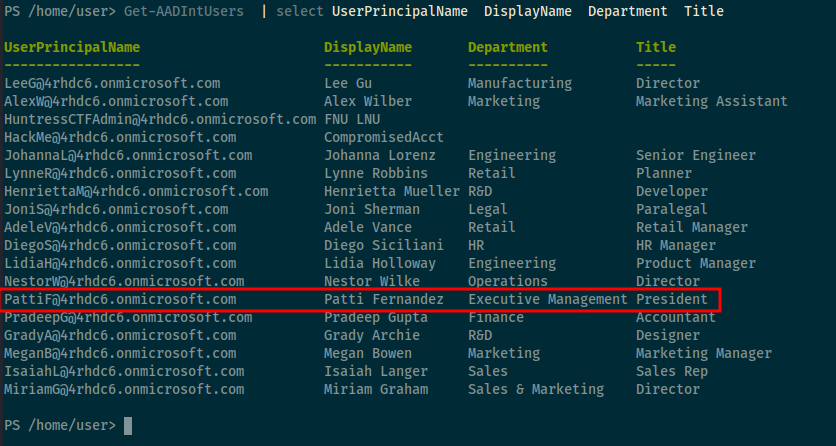 PS /home/user> Get-AADIntUsers | select UserPrincipalName DisplayName Department Title
UserPrincipalName DisplayName Department Title
----------------- ----------- ---------- -----
LeeG@4rhdc6.onmicrosoft.com Lee Gu Manufacturing Director
AlexW@4rhdc6.onmicrosoft.com Alex Wilber Marketing Marketing Assistant
HuntressCTFAdmin@4rhdc6.onmicrosoft.com FNU LNU
HackMe@4rhdc6.onmicrosoft.com CompromisedAcct
JohannaL@4rhdc6.onmicrosoft.com Johanna Lorenz Engineering Senior Engineer
LynneR@4rhdc6.onmicrosoft.com Lynne Robbins Retail Planner
HenriettaM@4rhdc6.onmicrosoft.com Henrietta Mueller R&D Developer
JoniS@4rhdc6.onmicrosoft.com Joni Sherman Legal Paralegal
AdeleV@4rhdc6.onmicrosoft.com Adele Vance Retail Retail Manager
DiegoS@4rhdc6.onmicrosoft.com Diego Siciliani HR HR Manager
LidiaH@4rhdc6.onmicrosoft.com Lidia Holloway Engineering Product Manager
NestorW@4rhdc6.onmicrosoft.com Nestor Wilke Operations Director
PattiF@4rhdc6.onmicrosoft.com Patti Fernandez Executive Management President
PradeepG@4rhdc6.onmicrosoft.com Pradeep Gupta Finance Accountant
GradyA@4rhdc6.onmicrosoft.com Grady Archie R&D Designer
MeganB@4rhdc6.onmicrosoft.com Megan Bowen Marketing Marketing Manager
IsaiahL@4rhdc6.onmicrosoft.com Isaiah Langer Sales Sales Rep
MiriamG@4rhdc6.onmicrosoft.com Miriam Graham Sales & Marketing Director
PS /home/user>